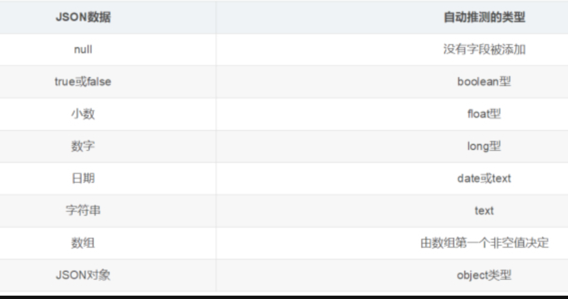 JSON数据 自动推测的类型
null 没有字段被添加
true或false boolean型
小数 float型
数字 long型
日期 date或text
字符串 text
数组 由数组第一个非空值决定
JSON对象 object类型